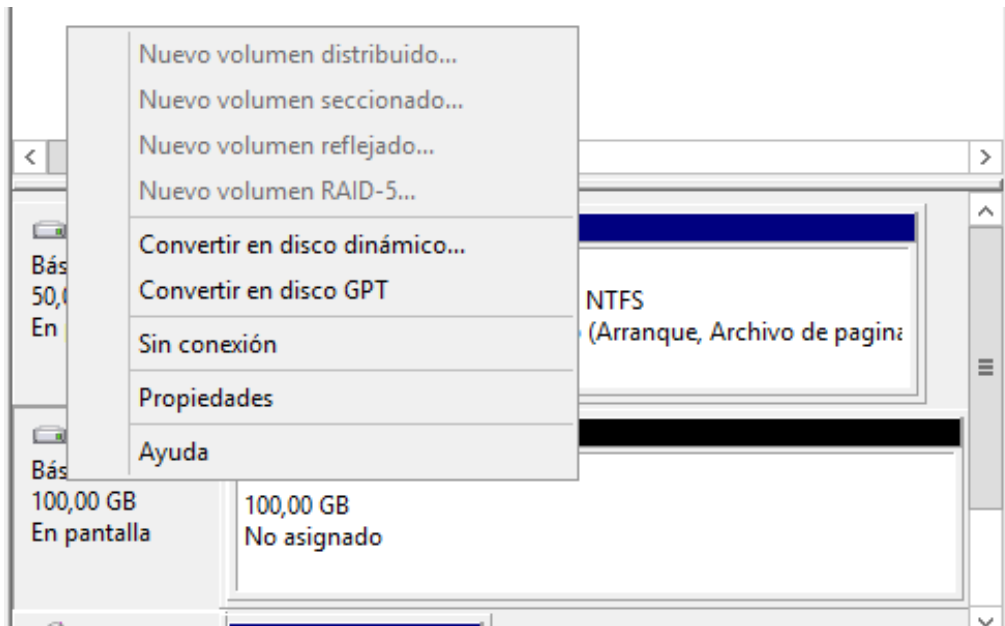 Nuevo volumen distribuido...
Nuevo volumen seccionado...
Nuevo volumen reflejado...
Nuevo volumen RAID-5...
Convertir en disco dinámico...
Convertir en disco GPT
Sin conexión
Propiedades
Ayuda
NTFS
(Arranque, Archivo de pagina
En
100,00 GB
En pantalla
100,00 GB
No asignado